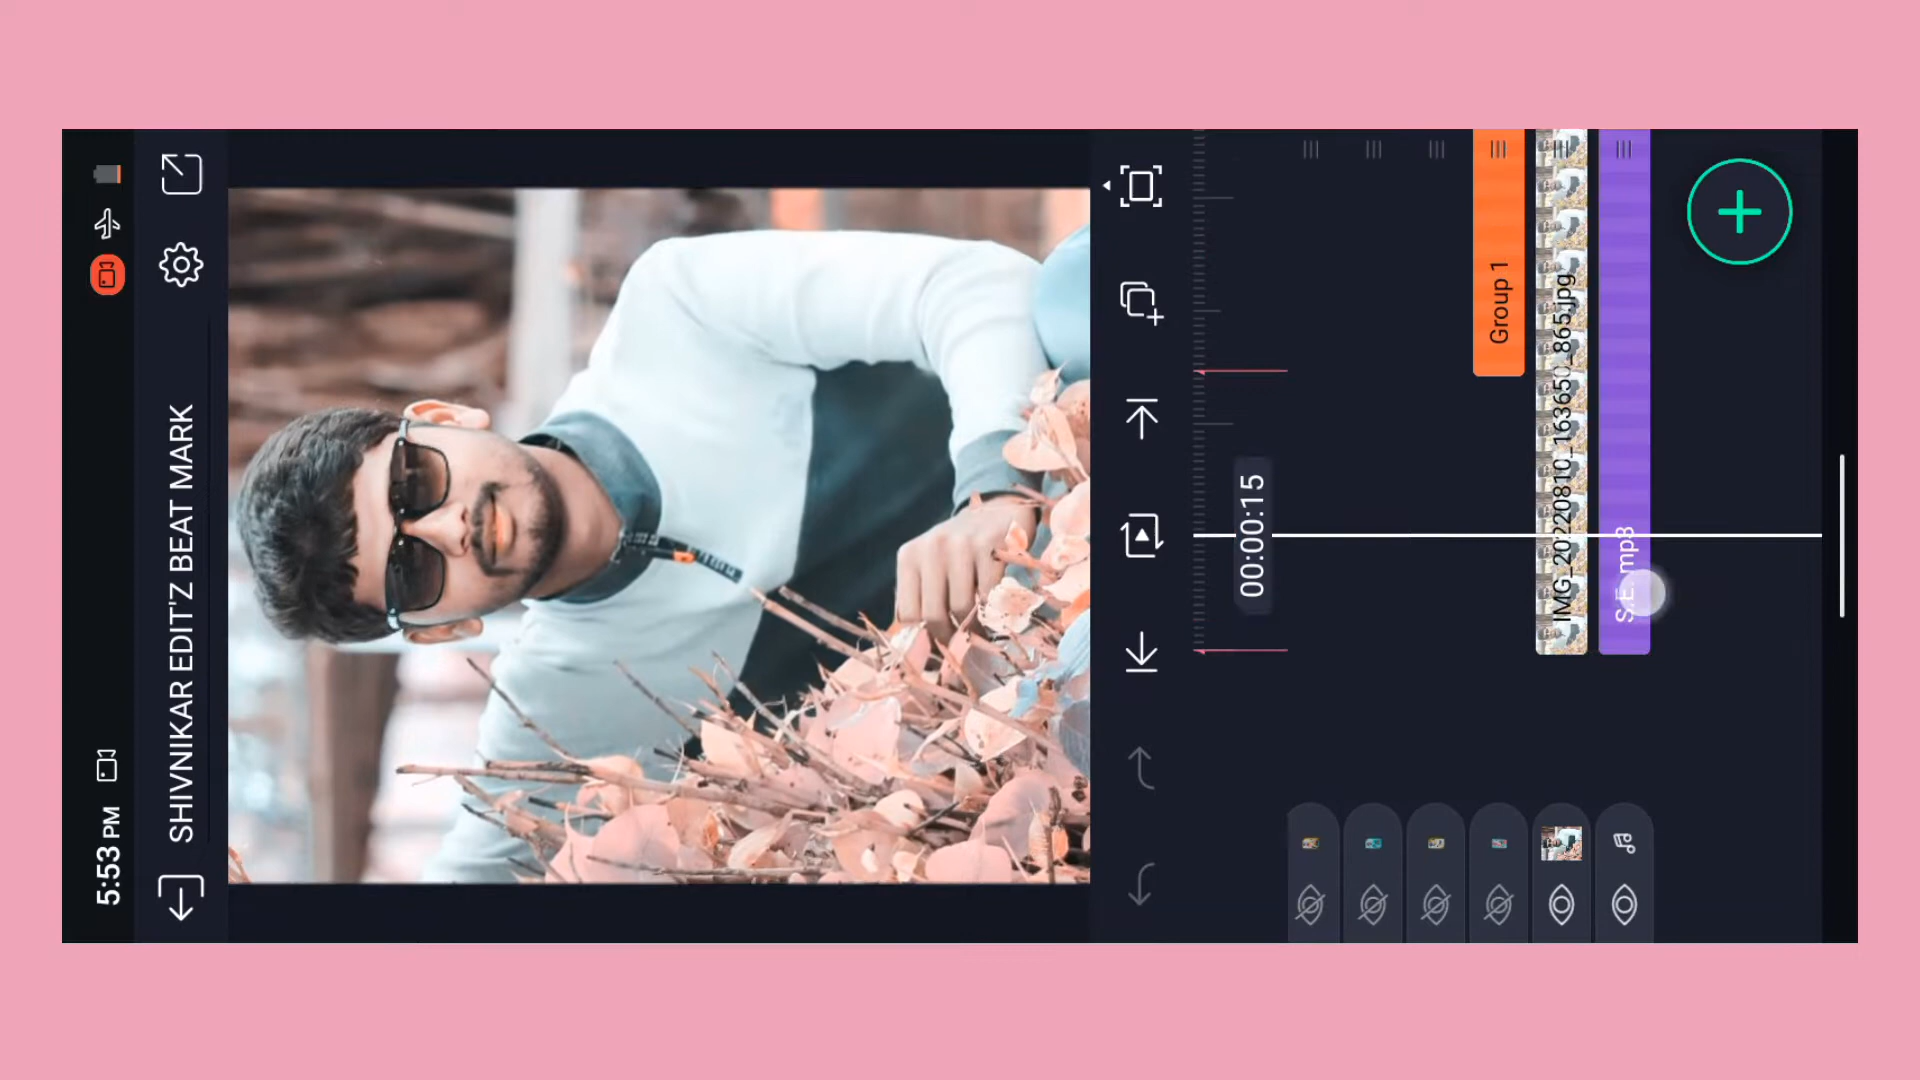 5:53 PM
SHIVNIKAR EDIT'Z BEAT MARK
00:00:15
Group 1
IMG_20220810_163650_865.jpg
S.E. mp3